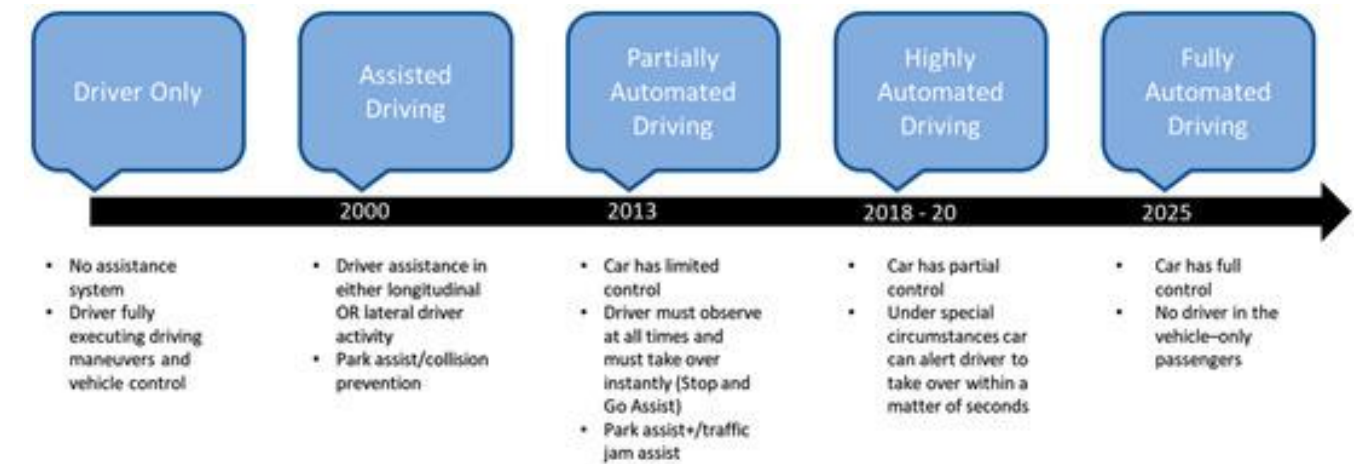 Driver Only
Assisted
Driving
Partially
Automated
Driving
Highly
Automated
Driving
Fully
Automated
Driving
2000
2013
2018 - 20
2025
• No assistance
system
• Driver fully
executing driving
maneuvers and
vehicle control
• Driver assistance in
either longitudinal
OR lateral driver
activity
• Park assist/collision
prevention
• Car has limited
control
• Driver must observe
at all times and
must take over
instantly (Stop and
Go Assist)
• Park assist+/traffic
jam assist
• Car has partial
control
• Under special
circumstances car
can alert driver to
take over within a
matter of seconds
• Car has full
control
• No driver in the
vehicle–only
passengers